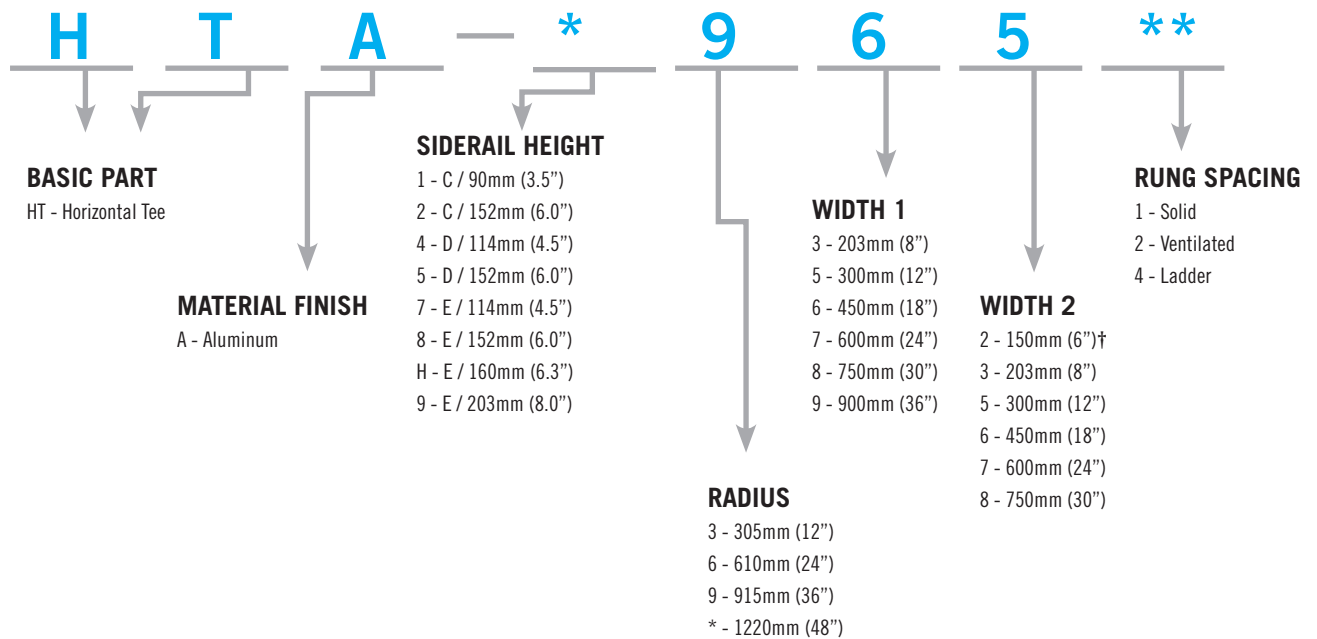 H T A — * 9 6 5 **
BASIC PART
HT - Horizontal Tee
MATERIAL FINISH
A - Aluminum
SIDERAIL HEIGHT
1 - C / 90mm (3.5”)
2 - C / 152mm (6.0”)
4 - D / 114mm (4.5”)
5 - D / 152mm (6.0”)
7 - E / 114mm (4.5”)
8 - E / 152mm (6.0”)
H - E / 160mm (6.3”)
9 - E / 203mm (8.0”)
RADIUS
3 - 305mm (12”)
6 - 610mm (24”)
9 - 915mm (36”)
* - 1220mm (48”)
WIDTH 1
3 - 203mm (8”)
5 - 300mm (12”)
6 - 450mm (18”)
7 - 600mm (24”)
8 - 750mm (30”)
9 - 900mm (36”)
WIDTH 2
2 - 150mm (6”)†
3 - 203mm (8”)
5 - 300mm (12”)
6 - 450mm (18”)
7 - 600mm (24”)
8 - 750mm (30”)
RUNG SPACING
1 - Solid
2 - Ventilated
4 - Ladder